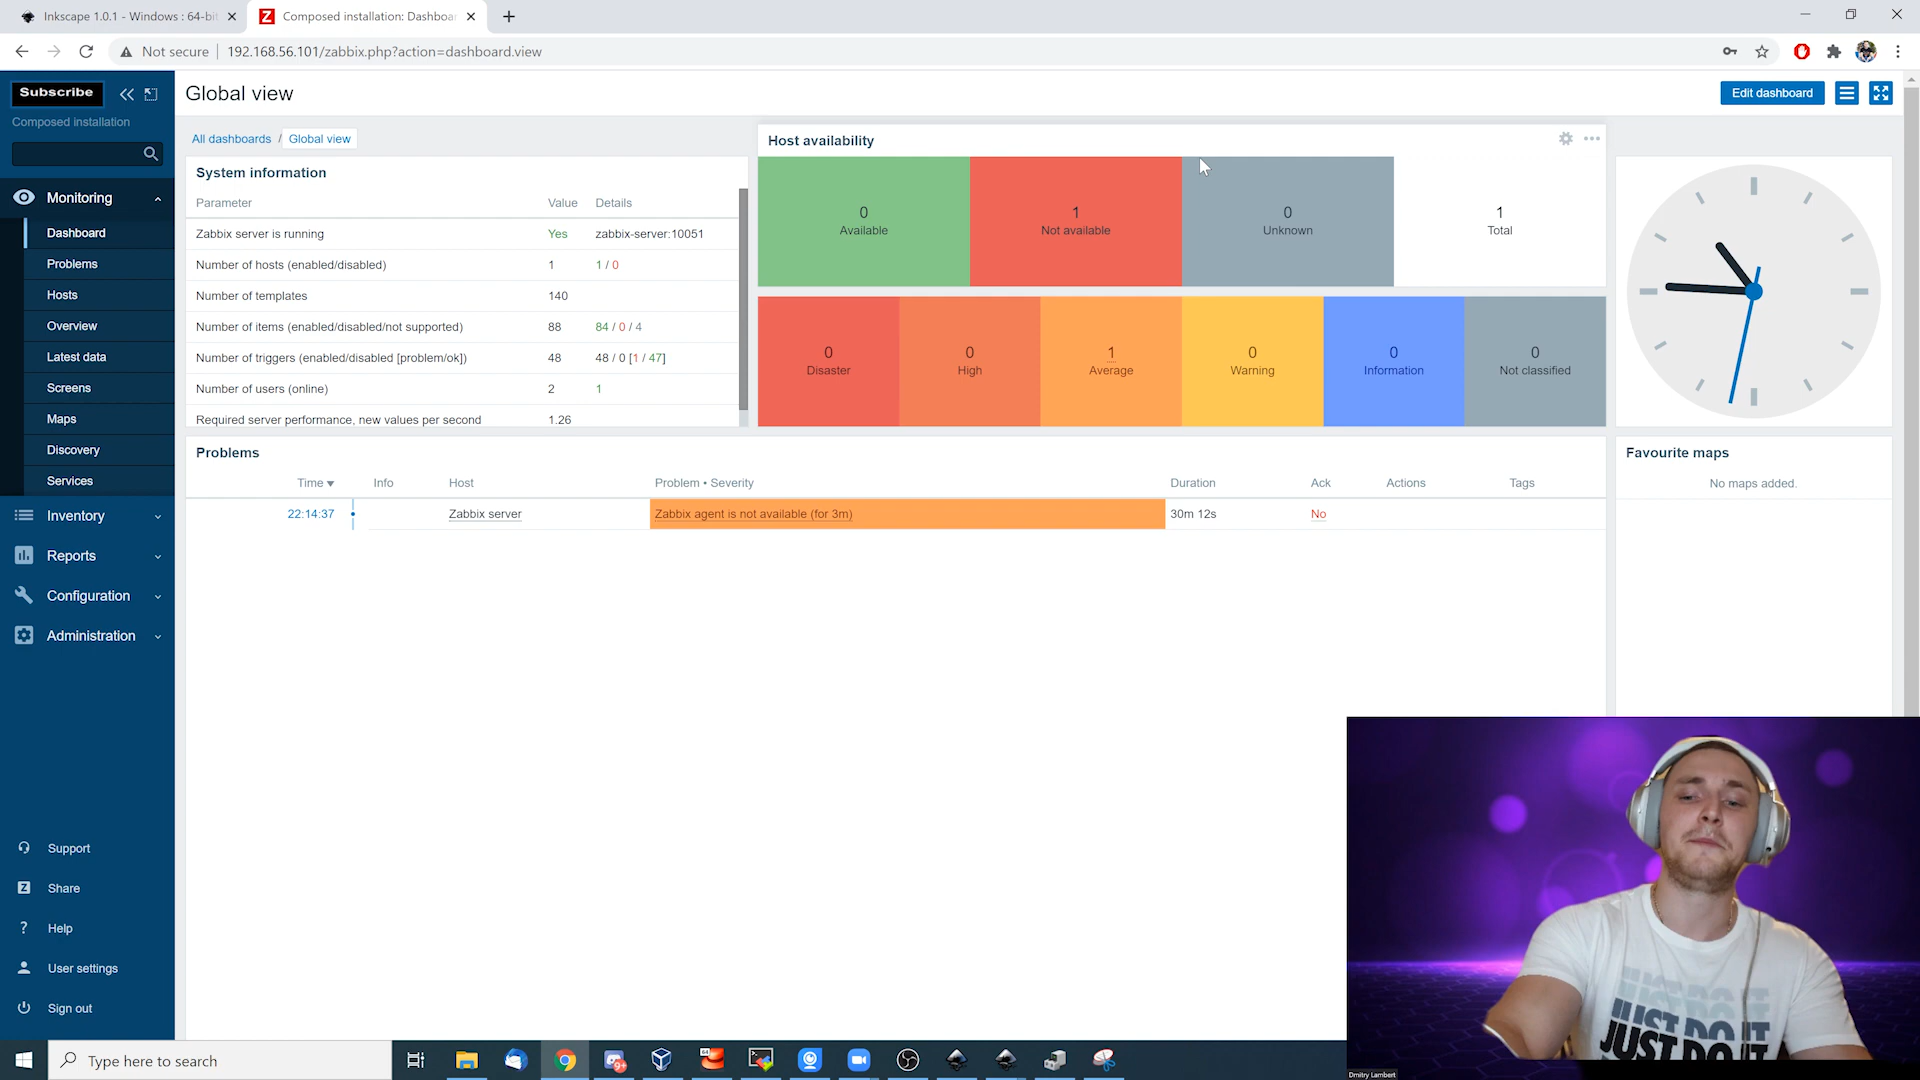 Inkscape 1.0.1 - Windows : 64-bit
Composed installation: Dashboar
Not secure
192.168.56.101/zabbix.php?action=dashboard.view
Subscribe
Composed installation
Monitoring
Dashboard
Problems
Hosts
Overview
Latest data
Screens
Maps
Discovery
Services
Inventory
Reports
Configuration
Administration
Support
Share
Help
User settings
Sign out
Global view
Edit dashboard
All dashboards / Global view
System information
Parameter Value Details
Zabbix server is running Yes zabbix-server:10051
Number of hosts (enabled/disabled) 1 1 / 0
Number of templates 140
Number of items (enabled/disabled/not supported) 88 84 / 0 / 4
Number of triggers (enabled/disabled [problem/ok]) 48 48 / 0 [1 / 47]
Number of users (online) 2 1
Required server performance, new values per second 1.26
Host availability
0 1 0 1
Available Not available Unknown Total
0 0 1 0 0 0
Disaster High Average Warning Information Not classified
Problems
Time Info Host Problem • Severity Duration Ack Actions Tags
22:14:37 Zabbix server Zabbix agent is not available (for 3m) 30m 12s No
Favourite maps
No maps added.
JUST DO IT
JUST DO IT
Dmitry Lambert
Type here to search
9+